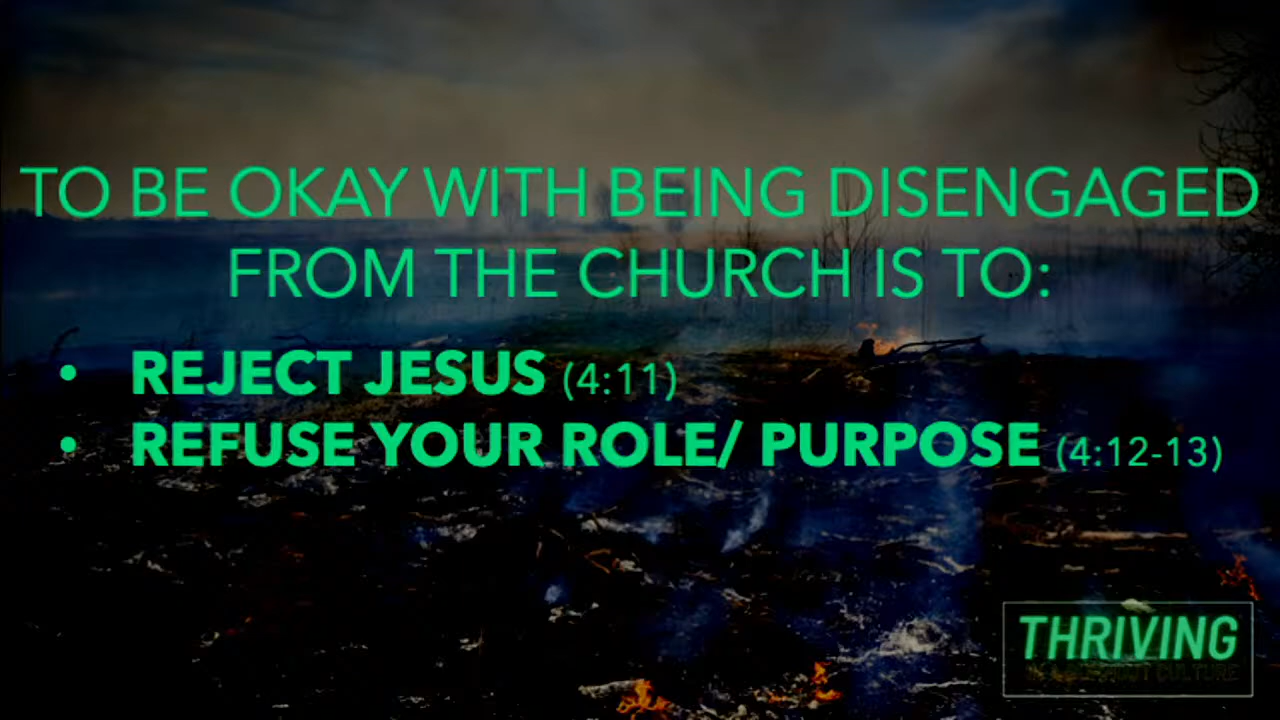 TO BE OKAY WITH BEING DISENGAGED
FROM THE CHURCH IS TO:
• REJECT JESUS (4:11)
• REFUSE YOUR ROLE/ PURPOSE (4:12-13)
THRIVING
CULTURE